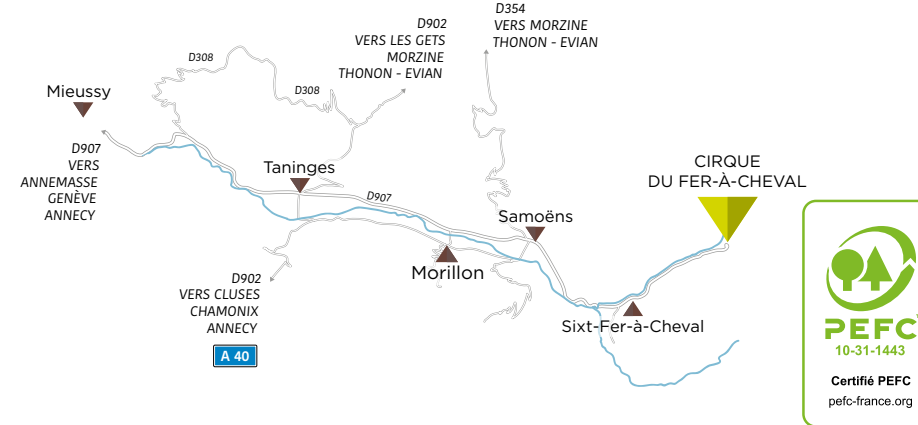 D354
VERS MORZINE
THONON - EVIAN
D902
VERS LES GETS
MORZINE
THONON - EVIAN
D308
D308
Mieussy
D907
VERS
ANNEMASSE
GENÈVE
ANNECY
Taninges
D907
CIRQUE
DU FER-À-CHEVAL
Samoëns
Morillon
D902
VERS CLUSES
CHAMONIX
ANNECY
A 40
Sixt-Fer-à-Cheval
PEFC
10-31-1443
Certifié PEFC
pefc-france.org